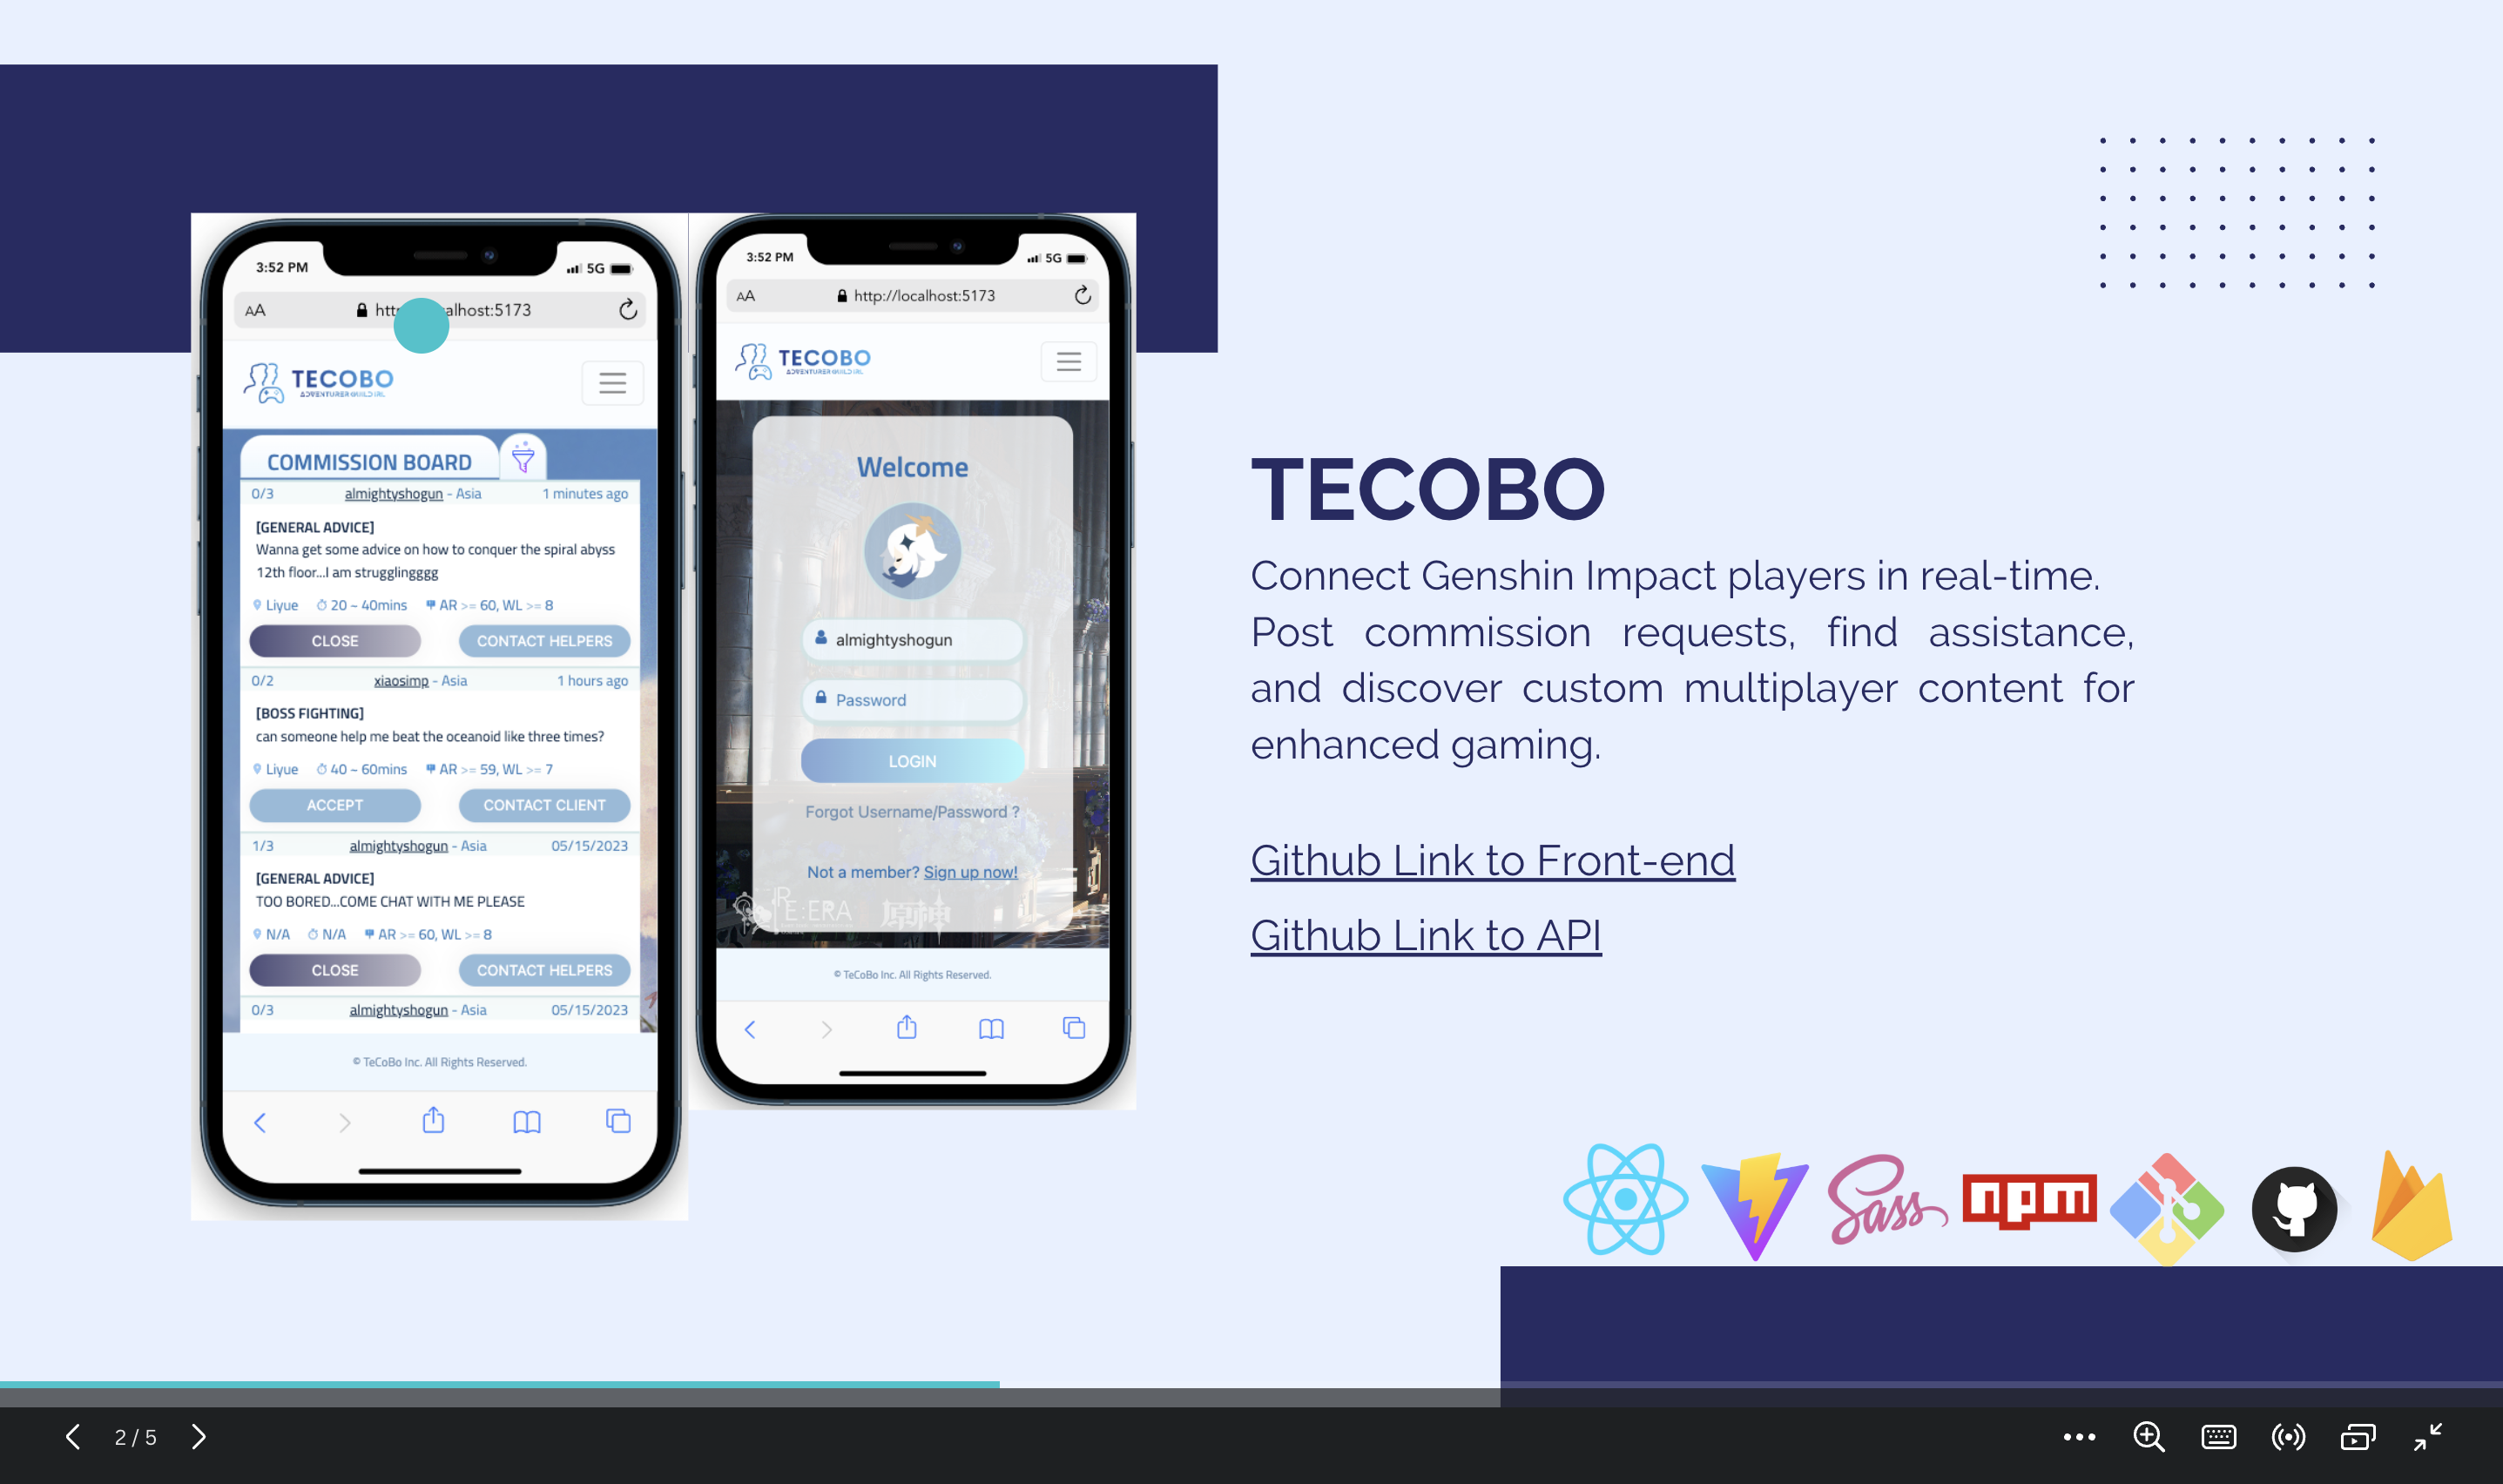 3:52 PM
5G
AA
htt
alhost:5173
TECOBO
ADVENTURER GUILD IRL
COMMISSION BOARD
0/3 almightyshogun - Asia 1 minutes ago
[GENERAL ADVICE]
Wanna get some advice on how to conquer the spiral abyss
12th floor...I am strugglingggg
Liyue 20 ~ 40mins AR >= 60, WL >= 8
CLOSE CONTACT HELPERS
0/2 xiaosimp - Asia 1 hours ago
[BOSS FIGHTING]
can someone help me beat the oceanoid like three times?
Liyue 40 ~ 60mins AR >= 59, WL >= 7
ACCEPT CONTACT CLIENT
1/3 almightyshogun - Asia 05/15/2023
[GENERAL ADVICE]
TOO BORED...COME CHAT WITH ME PLEASE
N/A N/A AR >= 60, WL >= 8
CLOSE CONTACT HELPERS
0/3 almightyshogun - Asia 05/15/2023
© TeCoBo Inc. All Rights Reserved.
3:52 PM
5G
AA
http://localhost:5173
TECOBO
ADVENTURER GUILD IRL
Welcome
almightyshogun
Password
LOGIN
Forgot Username/Password ?
Not a member? Sign up now!
RE:ERA 原神
© TeCoBo Inc. All Rights Reserved.
TECOBO
Connect Genshin Impact players in real-time.
Post commission requests, find assistance,
and discover custom multiplayer content for
enhanced gaming.
Github Link to Front-end
Github Link to API
Sass
npm
2 / 5